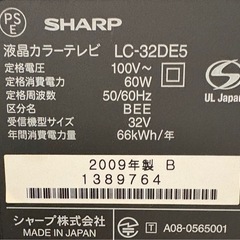 PS
E
SHARP
液晶カラーテレビ LC-32DE5
定格電圧: 100V~
定格消費電力: 60W
定格周波数: 50/60Hz
区分名: BEE
受信機型サイズ: 32V
年間消費電力量: 66kWh/年
UL Japan
2009年製 B
1389764
シャープ株式会社
MADE IN JAPAN
T A08-0565001